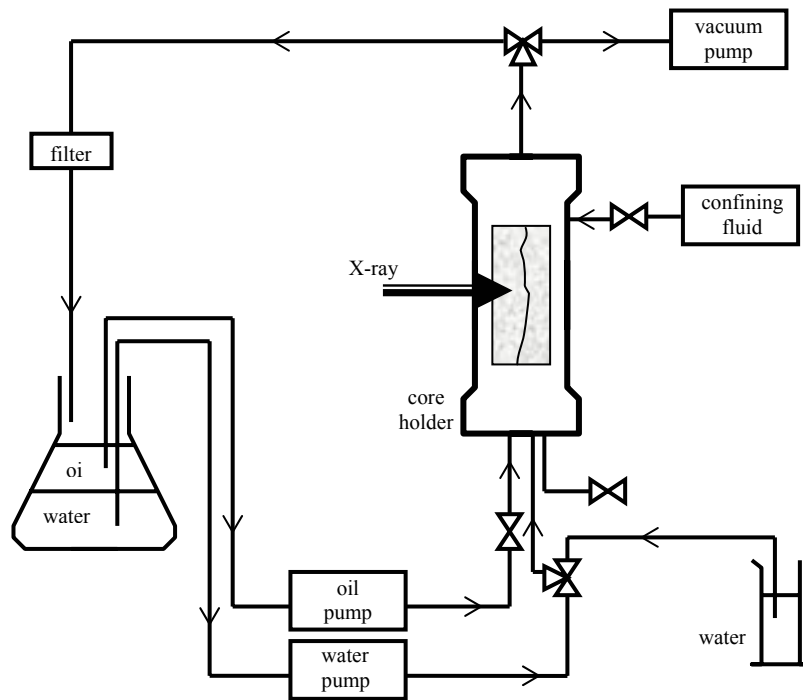 vacuum
pump
filter
confining
fluid
X-ray
core
holder
oi
water
oil
pump
water
water
pump